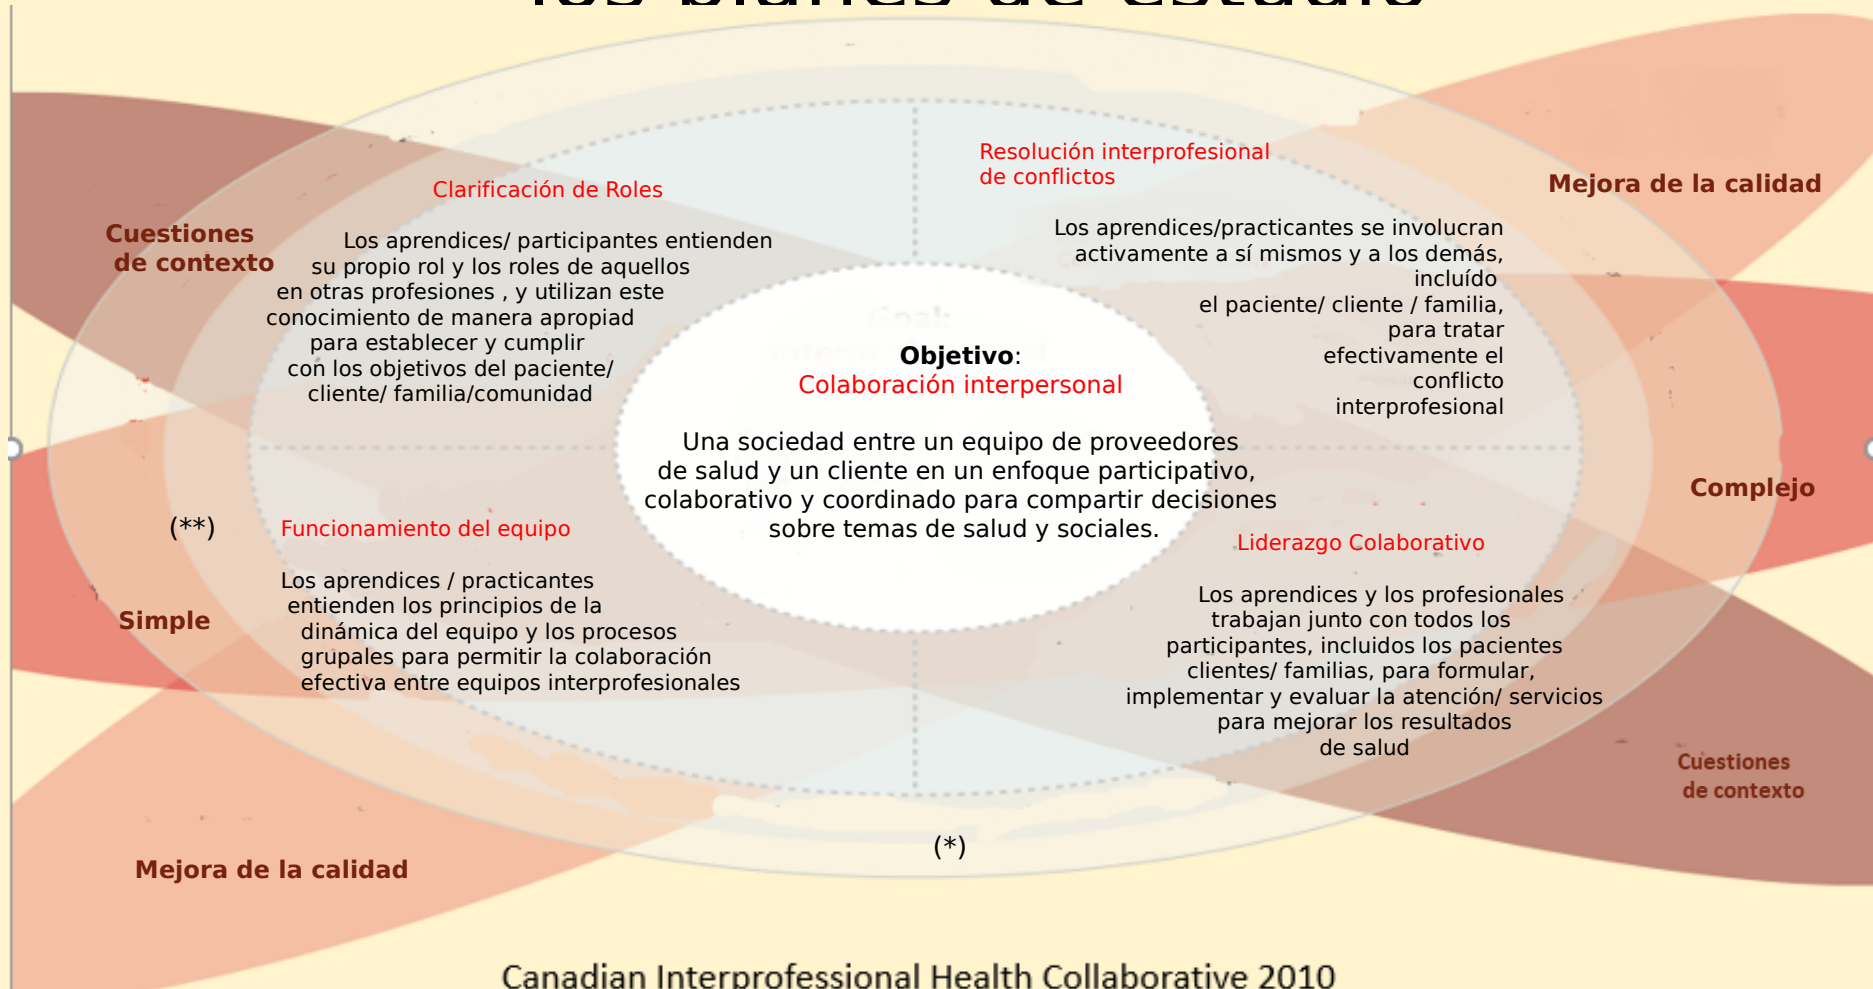 los planes de estudio
Clarificación de Roles
Los aprendices/ participantes entienden
su propio rol y los roles de aquellos
en otras profesiones , y utilizan este
conocimiento de manera apropiad
para establecer y cumplir
con los objetivos del paciente/
cliente/ familia/comunidad
Resolución interprofesional
de conflictos
Los aprendices/practicantes se involucran
activamente a sí mismos y a los demás,
incluído
el paciente/ cliente / familia,
para tratar
efectivamente el
conflicto
interprofesional
Mejora de la calidad
Cuestiones
de contexto
Goal:
Objetivo:
Colaboración interpersonal
Una sociedad entre un equipo de proveedores
de salud y un cliente en un enfoque participativo,
colaborativo y coordinado para compartir decisiones
sobre temas de salud y sociales.
Complejo
(**)
Funcionamiento del equipo
Los aprendices / practicantes
entienden los principios de la
dinámica del equipo y los procesos
grupales para permitir la colaboración
efectiva entre equipos interprofesionales
Simple
Liderazgo Colaborativo
Los aprendices y los profesionales
trabajan junto con todos los
participantes, incluidos los pacientes
clientes/ familias, para formular,
implementar y evaluar la atención/ servicios
para mejorar los resultados
de salud
Cuestiones
de contexto
(*)
Mejora de la calidad
Canadian Interprofessional Health Collaborative 2010